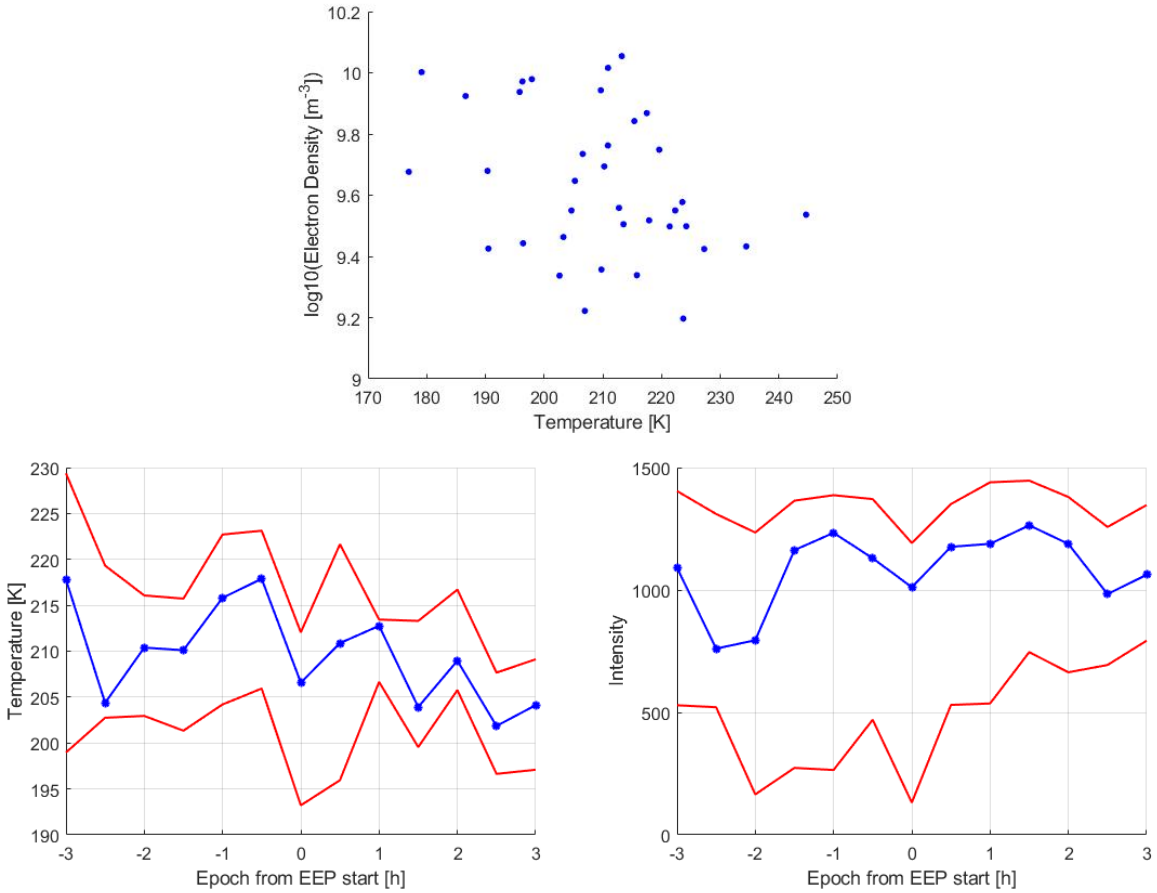 10.2
10
9.8
9.6
9.4
9.2
9
log10(Electron Density [m-3])
170 180 190 200 210 220 230 240 250
Temperature [K]
230
225
220
215
210
205
200
195
190
Temperature [K]
-3 -2 -1 0 1 2 3
Epoch from EEP start [h]
1500
1000
500
0
Intensity
-3 -2 -1 0 1 2 3
Epoch from EEP start [h]